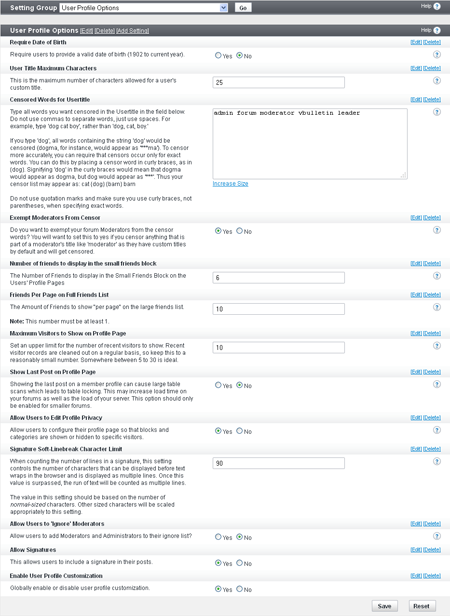 Setting Group User Profile Options Go Help
User Profile Options [Edit] [Delete] [Add Setting] Help
Require Date of Birth [Edit] [Delete]
Require users to provide a valid date of birth (1902 to current year). Yes No
User Title Maximum Characters [Edit] [Delete]
This is the maximum number of characters allowed for a user's 25
custom title.
Censored Words for Usertitle [Edit] [Delete]
Type all words you want censored in the Usertitle in the field below. admin forum moderator vbulletin leader
Do not use commas to separate words, just use spaces. For
example, type 'dog cat boy', rather than 'dog, cat, boy.'
If you type 'dog', all words containing the string 'dog' would be
censored (dogma, for instance, would appear as '***ma'). To censor
more accurately, you can require that censors occur only for exact
words. You can do this by placing a censor word in curly braces, as in
{dog}. Signifying 'dog' in the curly braces would mean that dogma
would appear as dogma, but dog would appear as '***'. Thus your
censor list may appear as: cat {dog} {barn} barn
Increase Size
Do not use quotation marks and make sure you use curly braces, not
parentheses, when specifying exact words.
Exempt Moderators From Censor [Edit] [Delete]
Do you want to exempt your forum Moderators from the censor Yes No
words? You will want to set this to yes if you censor anything that is
part of a moderator's title like 'moderator' as they have custom titles
by default and will get censored.
Number of friends to display in the small friends block [Edit] [Delete]
The Number of Friends to display in the Small Friends Block on the 6
Users' Profile Pages
Friends Per Page on Full Friends List [Edit] [Delete]
The Amount of Friends to show "per page" on the large friends list. 10
Note: This number must be at least 1.
Maximum Visitors to Show on Profile Page [Edit] [Delete]
Set an upper limit for the number of recent visitors to show. Recent 10
visitor records are cleaned out on a regular basis, so keep this to a
reasonably small number. Somewhere between 5 to 30 is ideal.
Show Last Post on Profile Page [Edit] [Delete]
Showing the last post on a member profile can cause large table Yes No
scans which leads to table locking. This may increase load time on
your forums as well as the load of your server. This option should only
be enabled for smaller forums.
Allow Users to Edit Profile Privacy [Edit] [Delete]
Allow users to configure their profile page so that blocks and Yes No
categories are shown or hidden to specific visitors.
Signature Soft-Linebreak Character Limit [Edit] [Delete]
When counting the number of lines in a signature, this setting 90
controls the number of characters that can be displayed before text
wraps in the browser and is displayed as multiple lines. Once this
value is surpassed, the run of text will be counted as multiple lines.
The value in this setting should be based on the number of
normal-sized characters. Other sized characters will be scaled
appropriately to this setting.
Allow Users to 'Ignore' Moderators [Edit] [Delete]
Allow users to add Moderators and Administrators to their ignore list? Yes No
Allow Signatures [Edit] [Delete]
This allows users to include a signature in their posts. Yes No
Enable User Profile Customization [Edit] [Delete]
Globally enable or disable user profile customization. Yes No
Save Reset